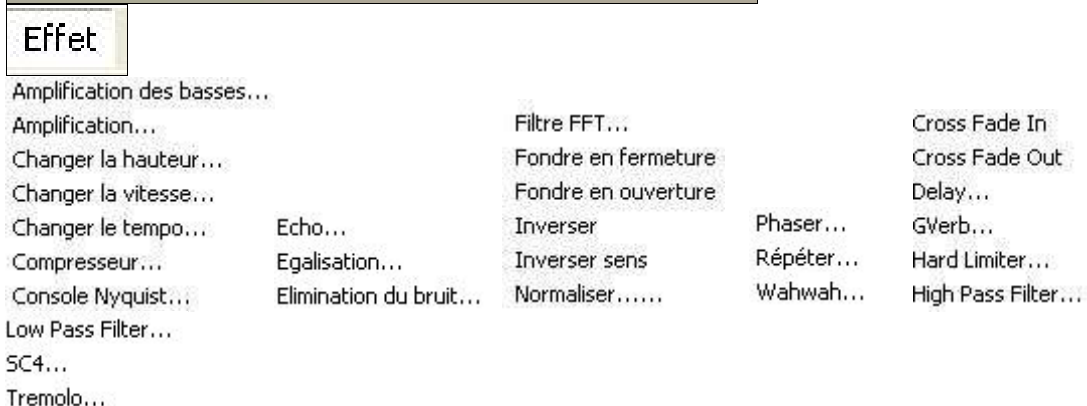 Effet
Amplification des basses...
Amplification...
Changer la hauteur...
Changer la vitesse...
Changer le tempo...
Compresseur...
Console Nyquist...
Echo...
Egalisation...
Elimination du bruit...
Filtre FFT...
Fondre en fermeture
Fondre en ouverture
Inverser
Inverser sens
Normaliser......
Phaser...
Répéter...
Wahwah...
Cross Fade In
Cross Fade Out
Delay...
GVerb...
Hard Limiter...
High Pass Filter...
Low Pass Filter...
SC4...
Tremolo...